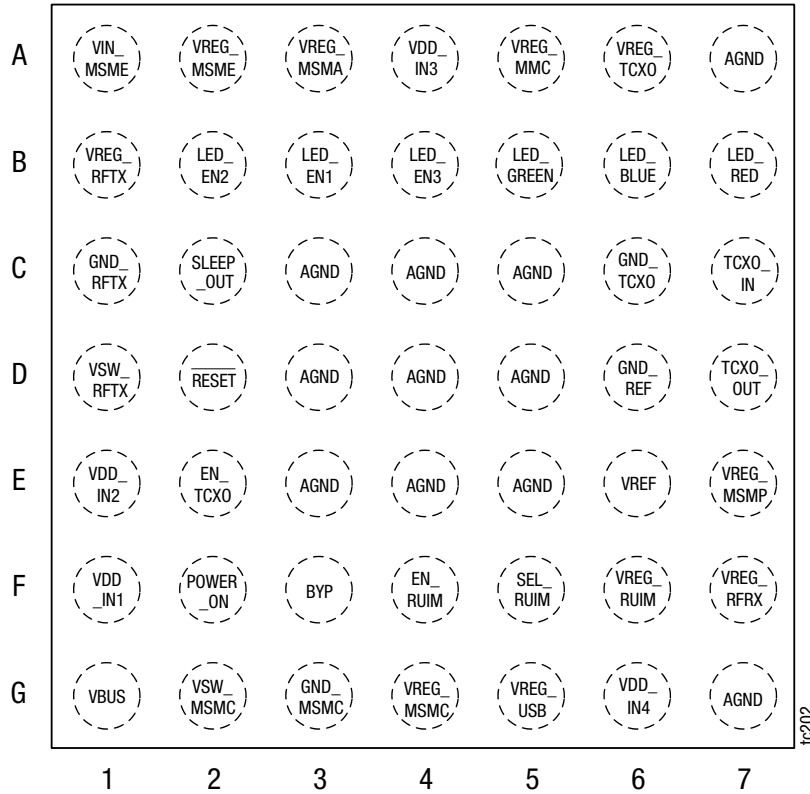 A
VIN_
MSME
VREG_
MSME
VREG_
MSMA
VDD_
IN3
VREG_
MMC
VREG_
TCXO
AGND
B
VREG_
RFTX
LED_
EN2
LED_
EN1
LED_
EN3
LED_
GREEN
LED_
BLUE
LED_
RED
C
GND_
RFTX
SLEEP
_OUT
AGND
AGND
AGND
GND_
TCXO
TCXO_
IN
D
VSW_
RFTX
RESET
AGND
AGND
AGND
GND_
REF
TCXO_
OUT
E
VDD_
IN2
EN_
TCXO
AGND
AGND
AGND
VREF
VREG_
MSMP
F
VDD
_IN1
POWER
_ON
BYP
EN_
RUIM
SEL_
RUIM
VREG_
RUIM
VREG_
RFRX
G
VBUS
VSW_
MSMC
GND_
MSMC
VREG_
MSMC
VREG_
USB
VDD_
IN4
AGND
1 2 3 4 5 6 7
tc202